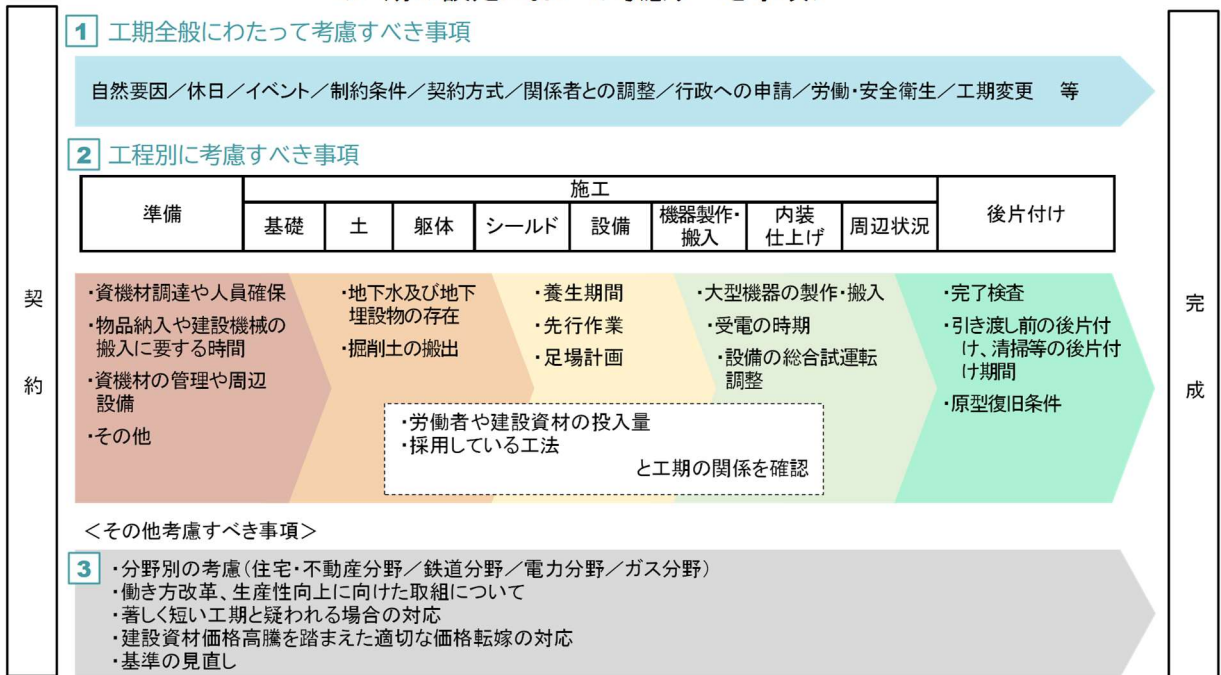 1 工期全般にわたって考慮すべき事項
自然要因／休日／イベント／制約条件／契約方式／関係者との調整／行政への申請／労働・安全衛生／工期変更　等
2 工程別に考慮すべき事項
準備
施工
基礎
土
躯体
シールド
設備
機器製作・
搬入
内装
仕上げ
周辺状況
後片付け
契
約
・資機材調達や人員確保
・物品納入や建設機械の
搬入に要する時間
・資機材の管理や周辺
設備
・その他
・地下水及び地下
埋設物の存在
・掘削土の搬出
・養生期間
・先行作業
・足場計画
・大型機器の製作・搬入
・受電の時期
・設備の総合試運転
調整
・完了検査
・引き渡し前の後片付
け、清掃等の後片付
け期間
・原型復旧条件
・労働者や建設資材の投入量
・採用している工法
と工期の関係を確認
完
成
＜その他考慮すべき事項＞
3 ・分野別の考慮（住宅・不動産分野／鉄道分野／電力分野／ガス分野）
・働き方改革、生産性向上に向けた取組について
・著しく短い工期と疑われる場合の対応
・建設資材価格高騰を踏まえた適切な価格転嫁の対応
・基準の見直し